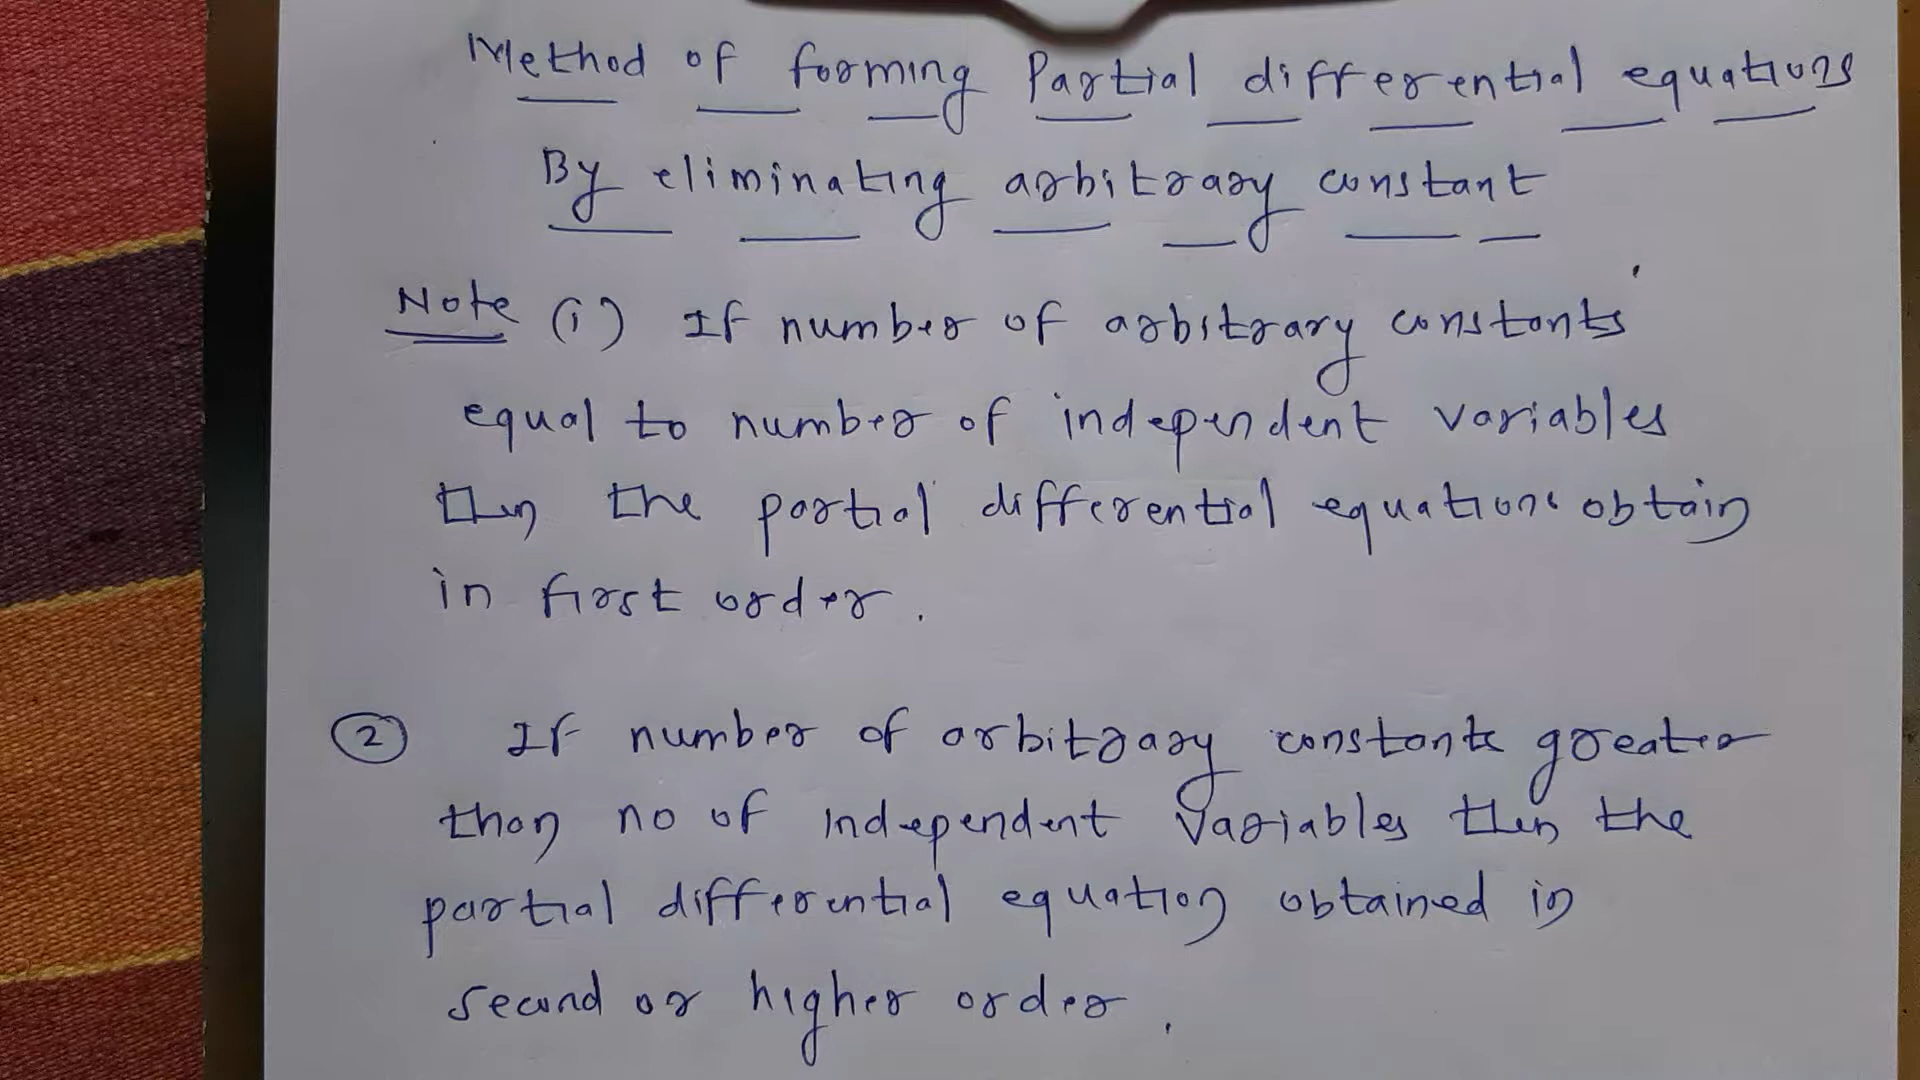 Method of forming Partial differential equations
By eliminating arbitrary constant
Note (i) If number of arbitrary constants
equal to number of independent variables
then the partial differential equations obtain
in first order.
② If number of arbitrary constants greater
than no of independent variables then the
partial differential equation obtained in
second or higher order.